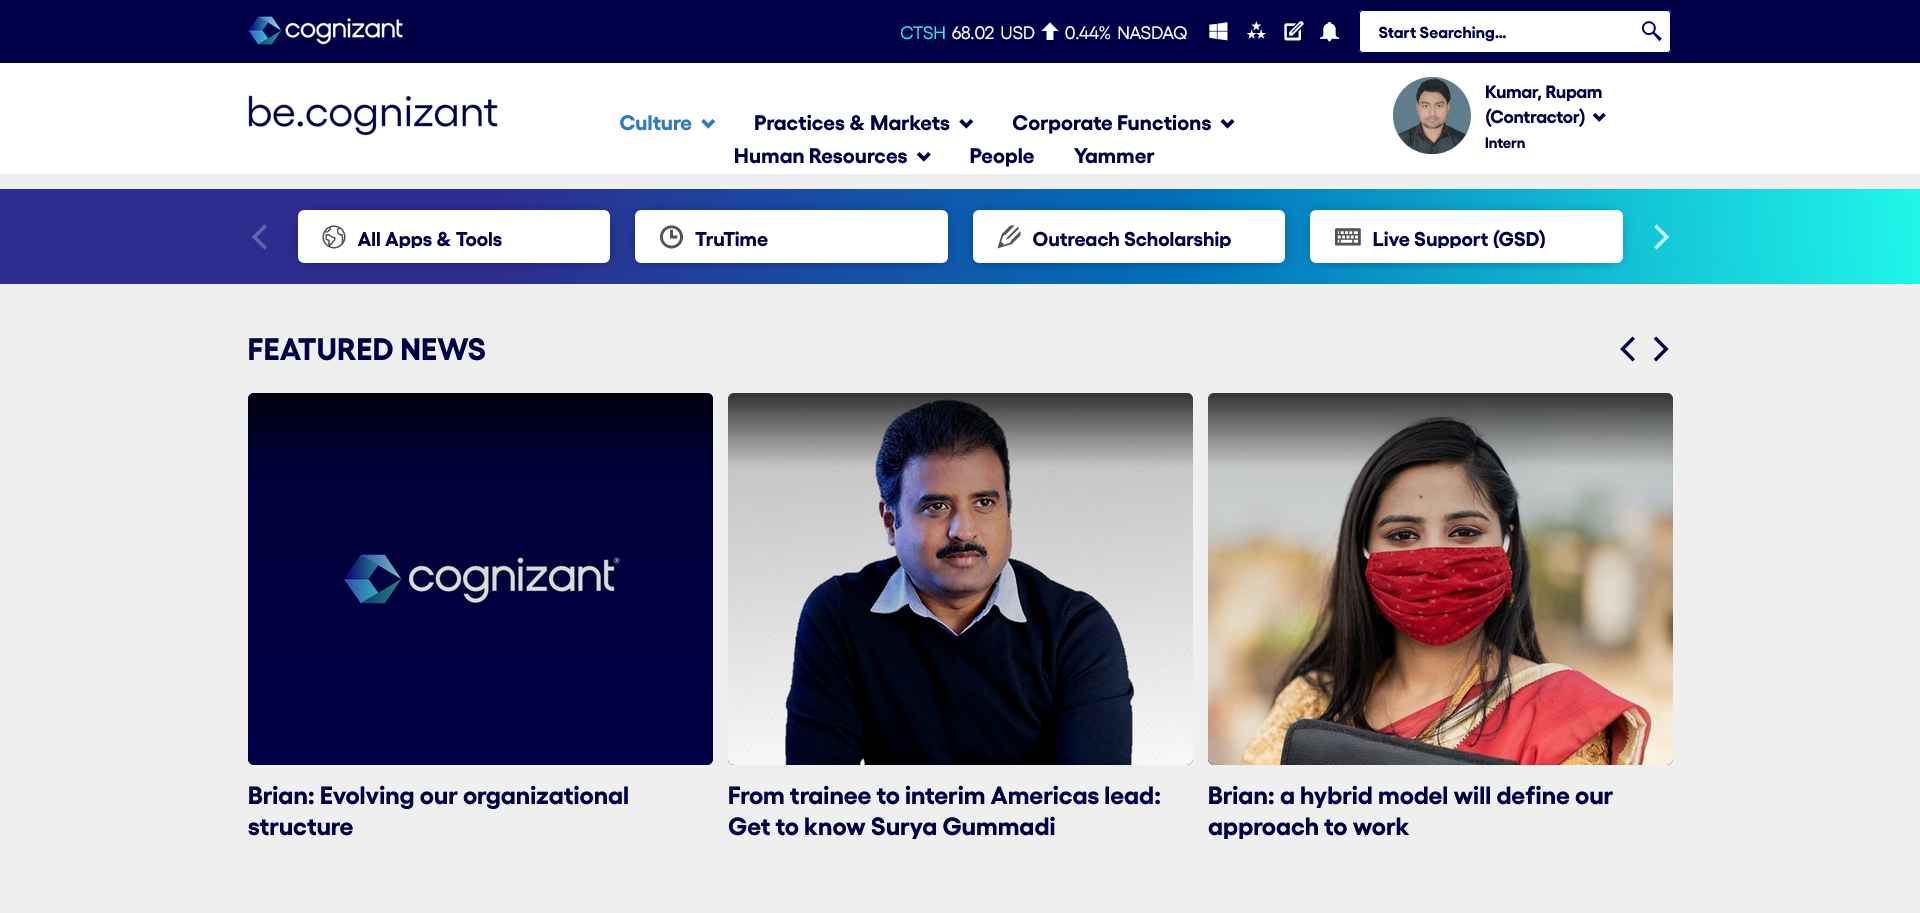 cognizant
CTSH 68.02 USD 0.44% NASDAQ
Start Searching...
be.cognizant
Culture
Practices & Markets
Corporate Functions
Human Resources
People
Yammer
Kumar, Rupam
(Contractor)
Intern
All Apps & Tools
TruTime
Outreach Scholarship
Live Support (GSD)
FEATURED NEWS
cognizant®
Brian: Evolving our organizational
structure
From trainee to interim Americas lead:
Get to know Surya Gummadi
Brian: a hybrid model will define our
approach to work